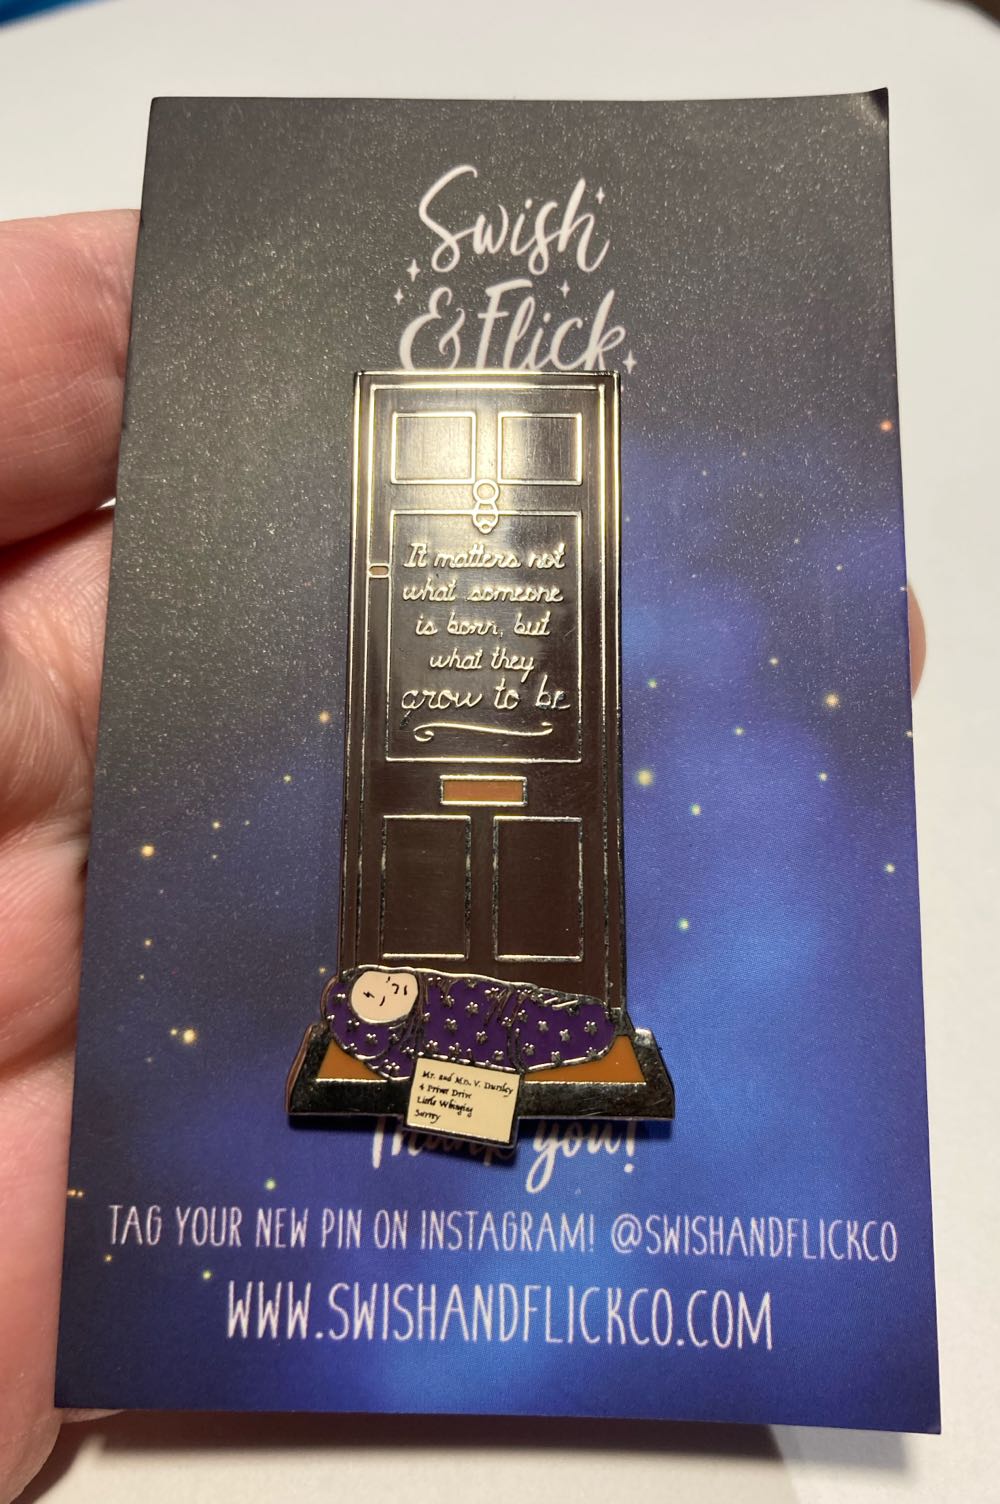 Swish
& Flick
It matters not
what someone
is born, but
what they
grow to be
Mr. and Mrs. V. Dursley
4 Privet Drive
Little Whinging
Surrey
Thank you!
TAG YOUR NEW PIN ON INSTAGRAM! @SWISHANDFLICKCO
WWW.SWISHANDFLICKCO.COM